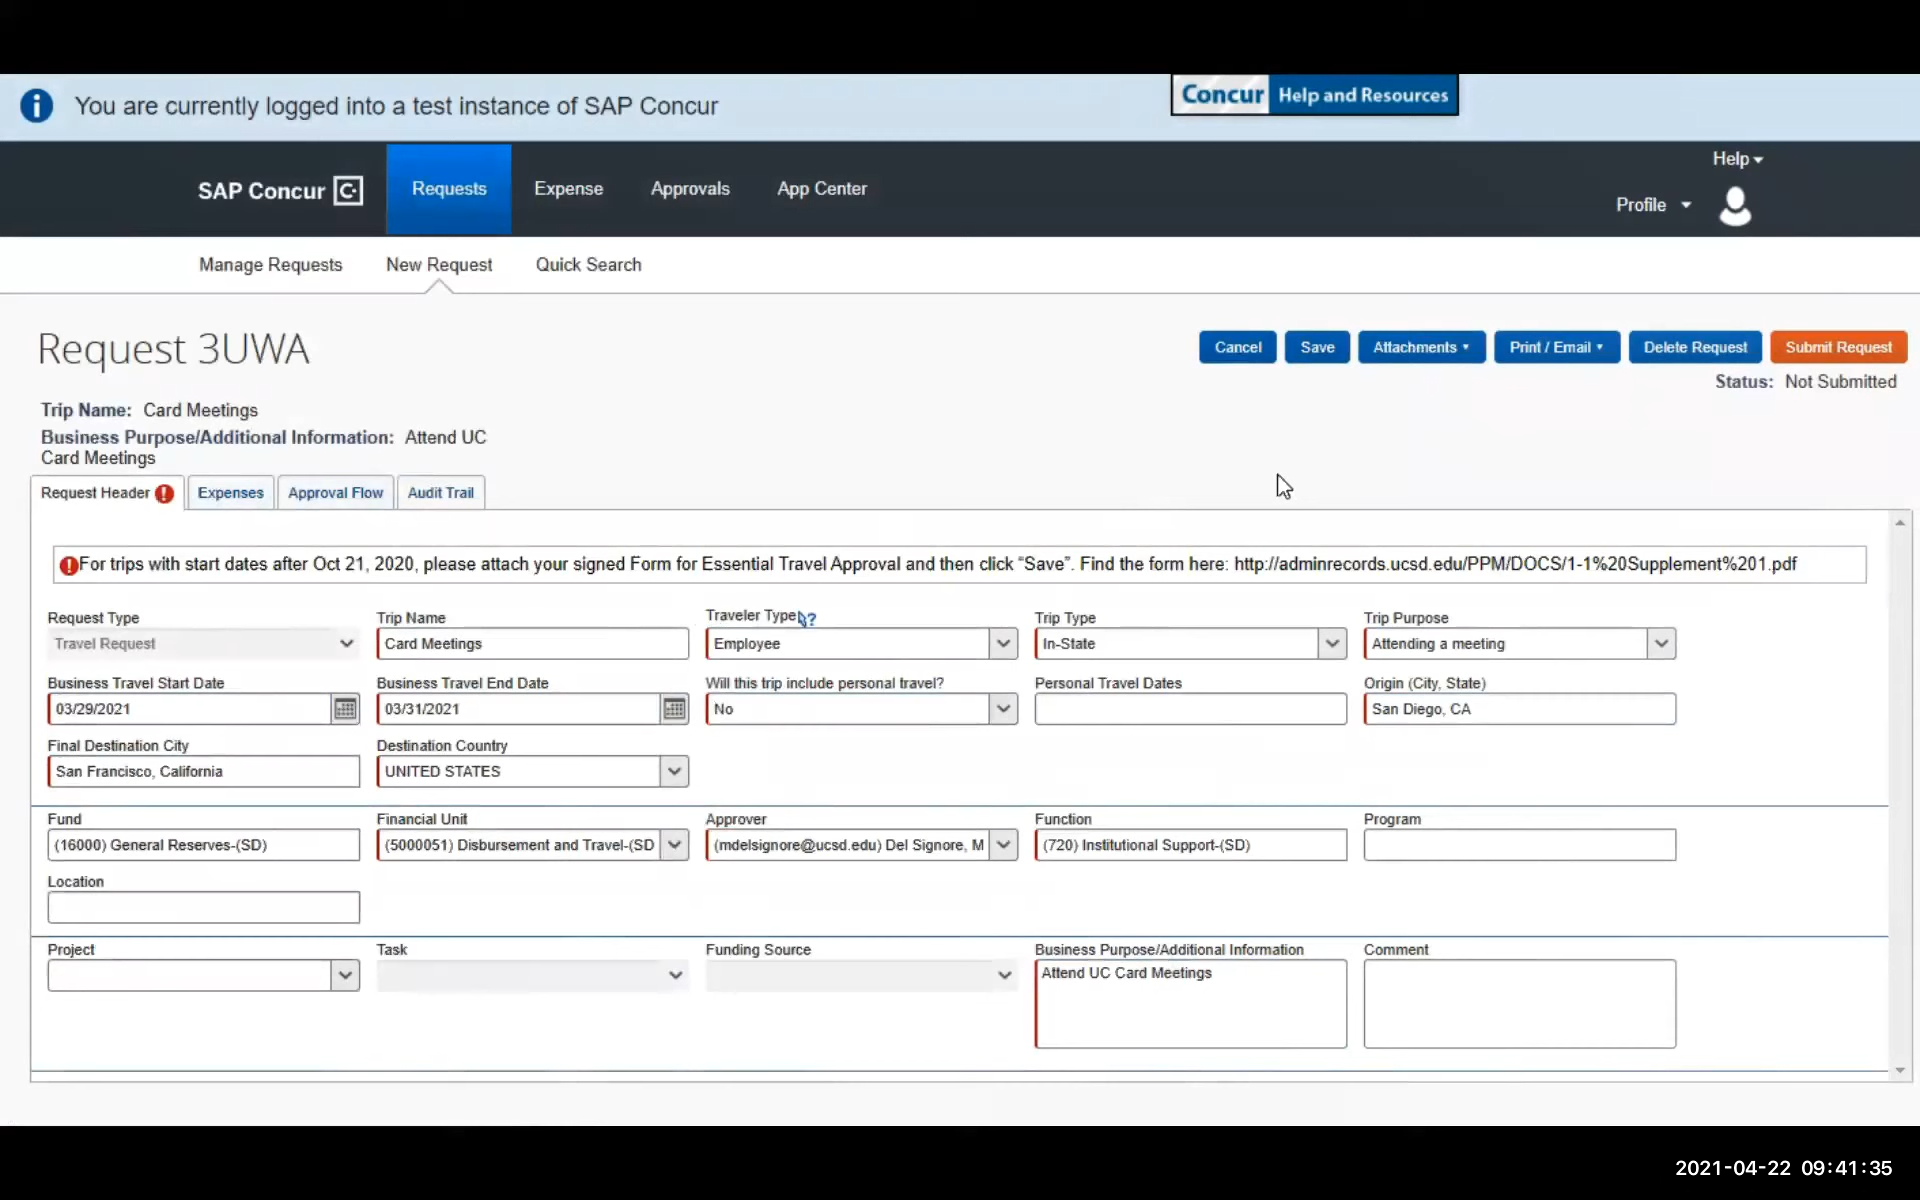 You are currently logged into a test instance of SAP Concur
Concur Help and Resources
Help
SAP Concur
Requests Expense Approvals App Center
Profile
Manage Requests New Request Quick Search
Request 3UWA
Cancel Save Attachments Print / Email Delete Request Submit Request
Status: Not Submitted
Trip Name: Card Meetings
Business Purpose/Additional Information: Attend UC
Card Meetings
Request Header Expenses Approval Flow Audit Trail
For trips with start dates after Oct 21, 2020, please attach your signed Form for Essential Travel Approval and then click “Save”. Find the form here: http://adminrecords.ucsd.edu/PPM/DOCS/1-1%20Supplement%201.pdf
Request Type Trip Name Traveler Type ? Trip Type Trip Purpose
Travel Request Card Meetings Employee In-State Attending a meeting
Business Travel Start Date Business Travel End Date Will this trip include personal travel? Personal Travel Dates Origin (City, State)
03/29/2021 03/31/2021 No San Diego, CA
Final Destination City Destination Country
San Francisco, California UNITED STATES
Fund Financial Unit Approver Function Program
(16000) General Reserves-(SD) (5000051) Disbursement and Travel-(SD (mdelsignore@ucsd.edu) Del Signore, M (720) Institutional Support-(SD)
Location
Project Task Funding Source Business Purpose/Additional Information Comment
Attend UC Card Meetings
2021-04-22 09:41:35